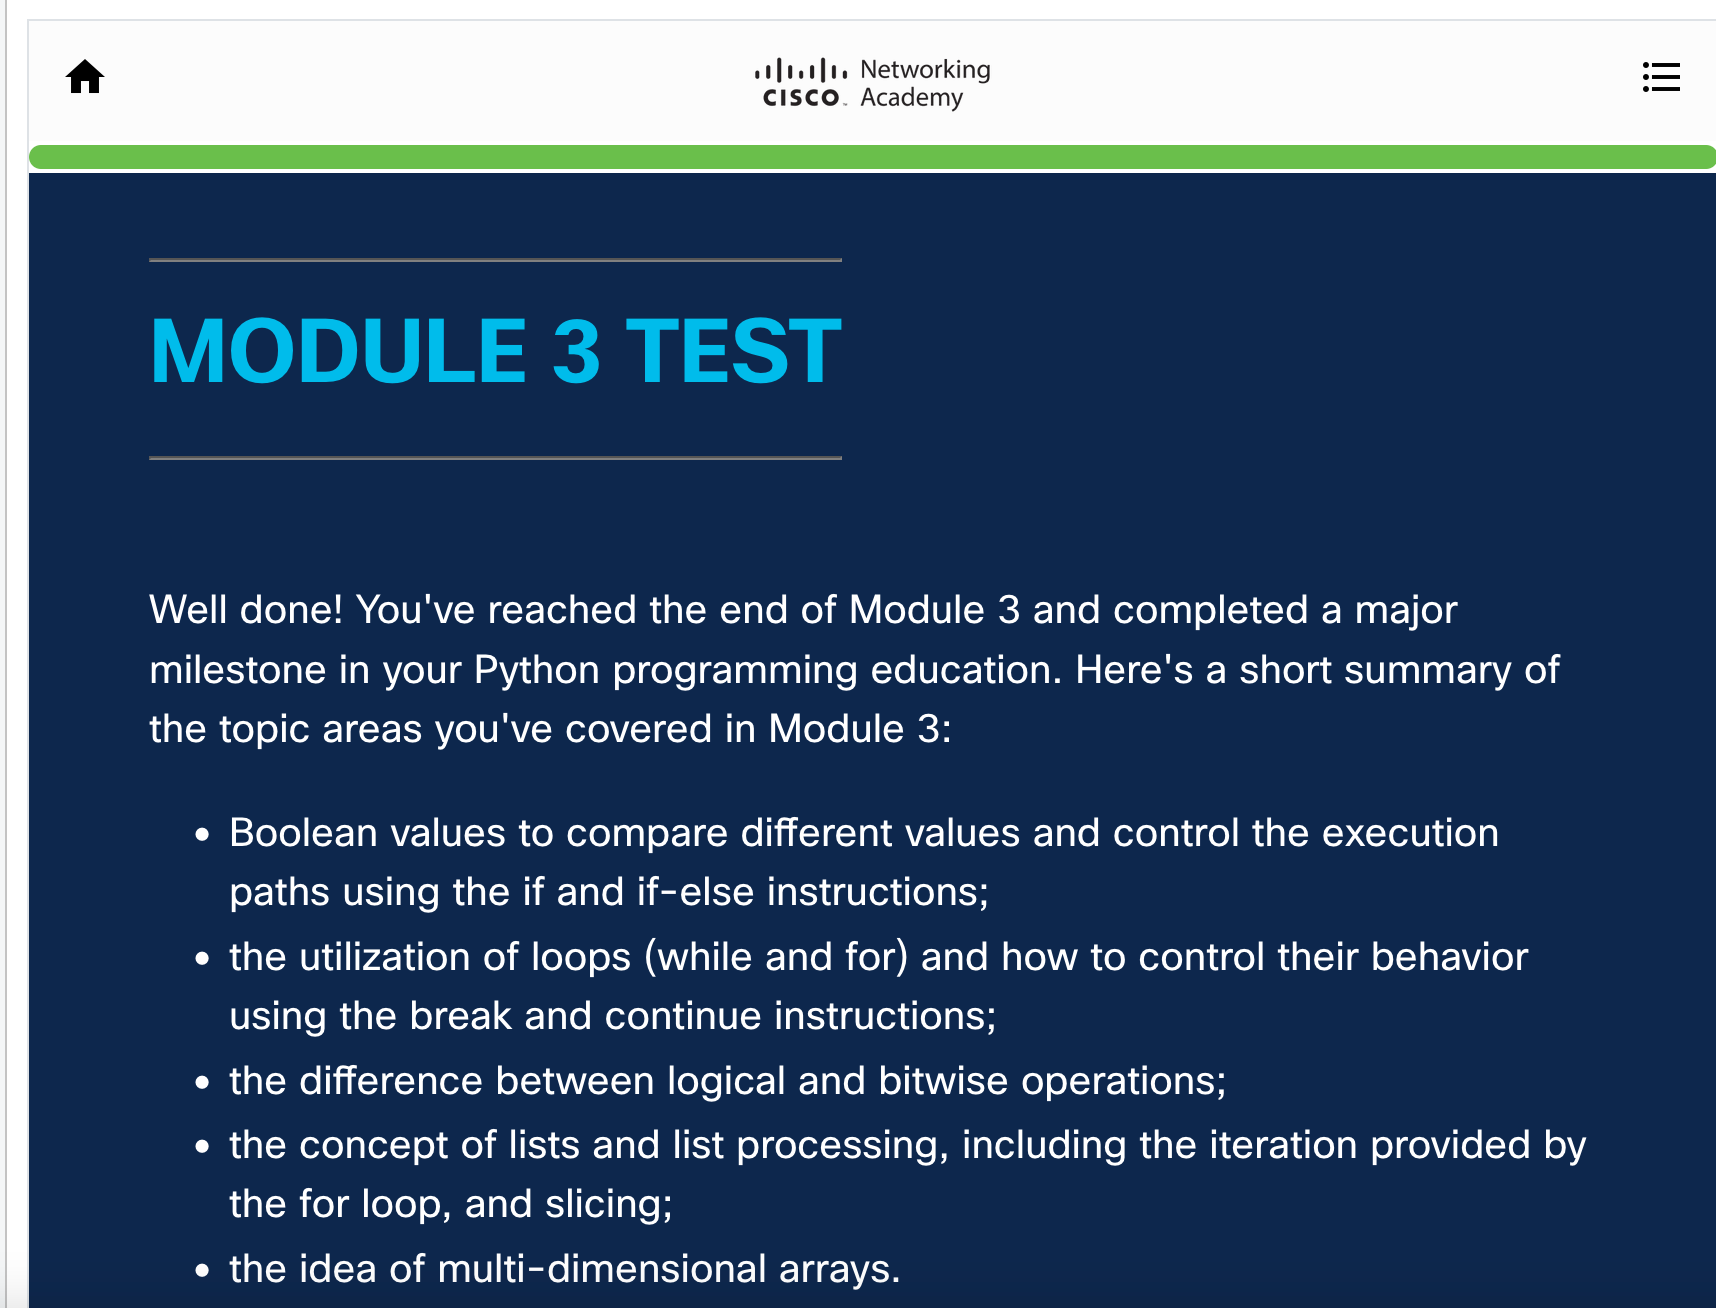 Networking
CISCO Academy
MODULE 3 TEST
Well done! You've reached the end of Module 3 and completed a major
milestone in your Python programming education. Here's a short summary of
the topic areas you've covered in Module 3:
• Boolean values to compare different values and control the execution
paths using the if and if-else instructions;
• the utilization of loops (while and for) and how to control their behavior
using the break and continue instructions;
• the difference between logical and bitwise operations;
• the concept of lists and list processing, including the iteration provided by
the for loop, and slicing;
• the idea of multi-dimensional arrays.